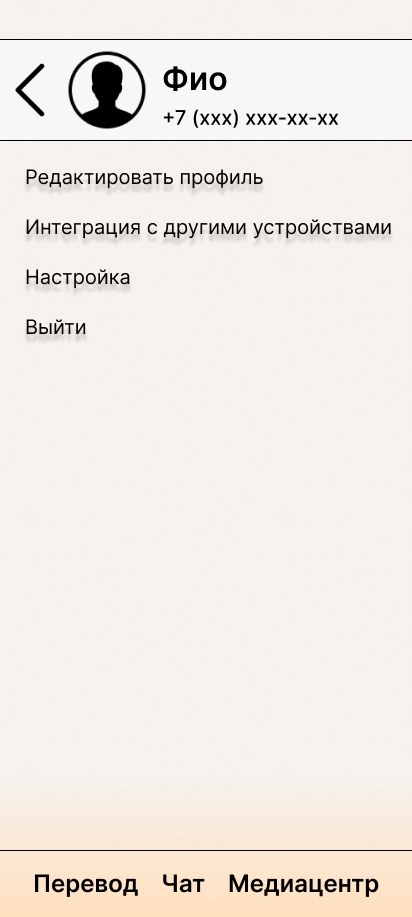 Фио
+7 (xxx) xxx-xx-xx
Редактировать профиль
Интеграция с другими устройствами
Настройка
Выйти
Перевод Чат Медиацентр